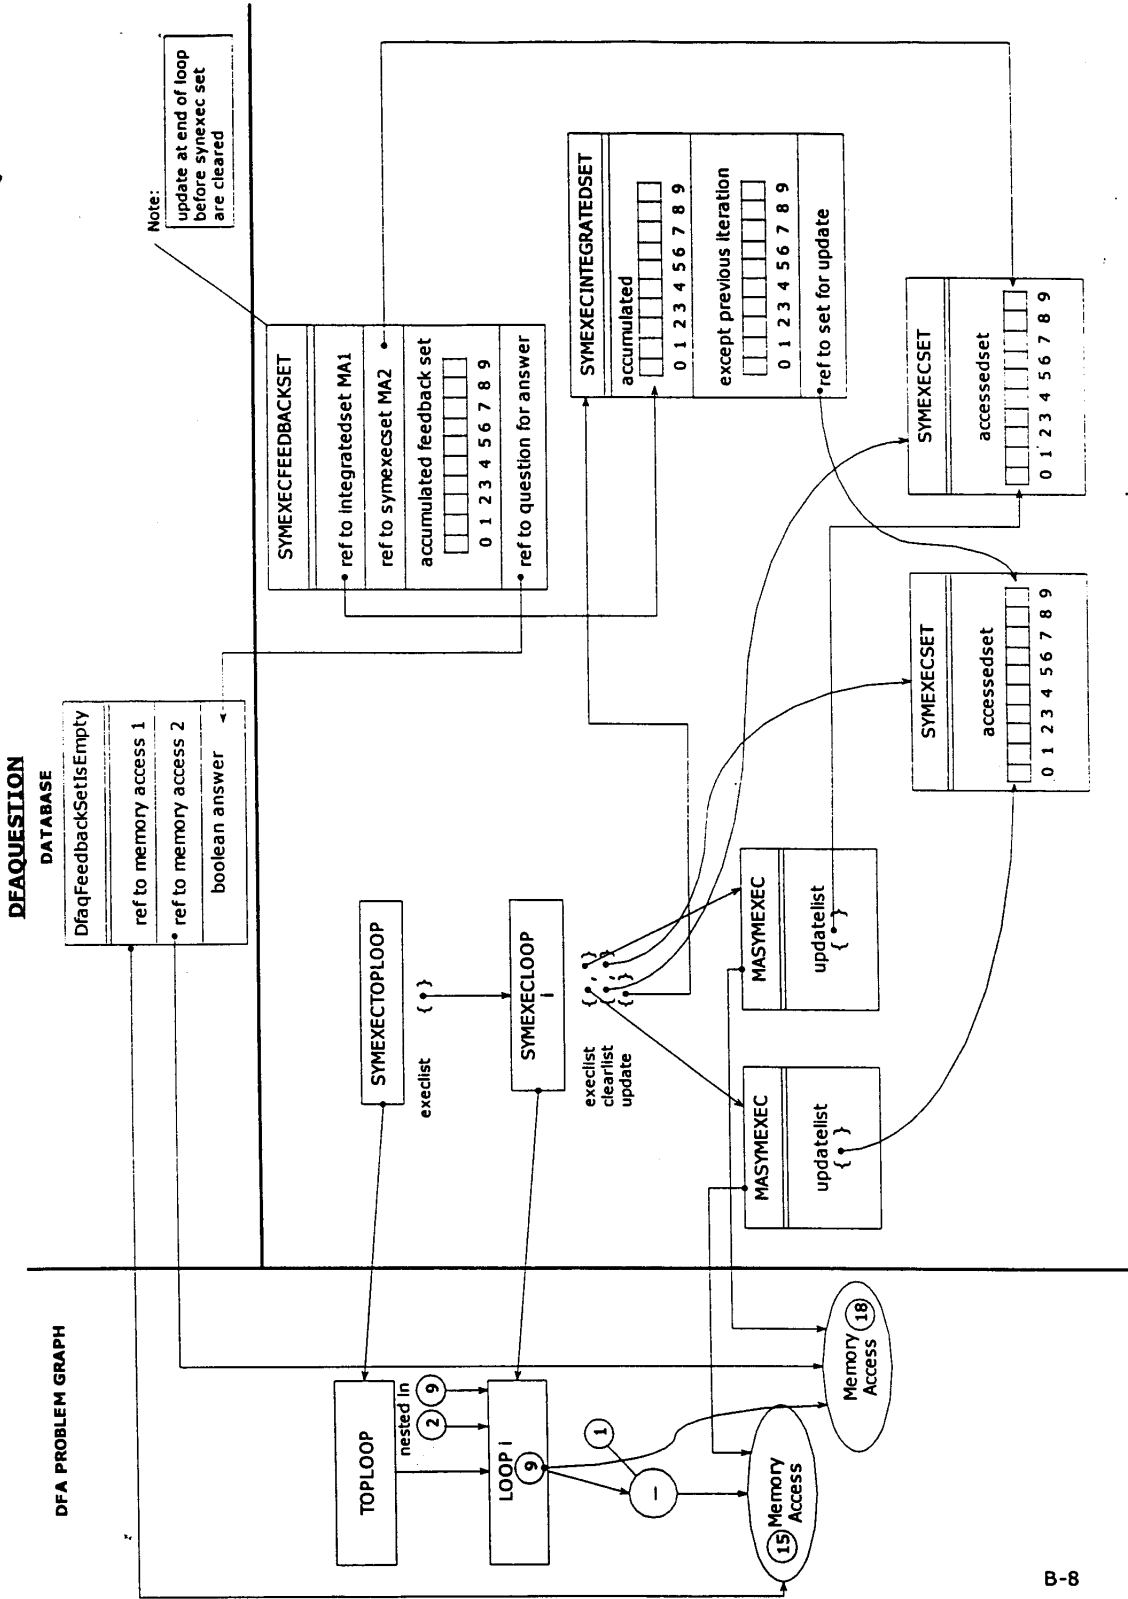 DFAQUESTION
DATABASE
DfaqFeedbackSetIsEmpty
ref to memory access 1
ref to memory access 2
boolean answer
Note:
update at end of loop
before synexec set
are cleared
SYMEXECFEEDBACKSET
ref to integratedset MA1
ref to symexecset MA2
accumulated feedback set
0 1 2 3 4 5 6 7 8 9
ref to question for answer
SYMEXECTOPLOOP
execlist
{ }
SYMEXECLOOP
i
execlist
clearlist
update
{ , }
{ , }
{ }
SYMEXECINTEGRATEDSET
accumulated
0 1 2 3 4 5 6 7 8 9
except previous iteration
0 1 2 3 4 5 6 7 8 9
ref to set for update
MASYMEXEC
updatelist
{ }
MASYMEXEC
updatelist
{ }
SYMEXECSET
accessedset
0 1 2 3 4 5 6 7 8 9
SYMEXECSET
accessedset
0 1 2 3 4 5 6 7 8 9
DFA PROBLEM GRAPH
TOPLOOP
nested in
2
9
LOOP i
9
1
–
15 Memory
Access
Memory 18
Access
B-8